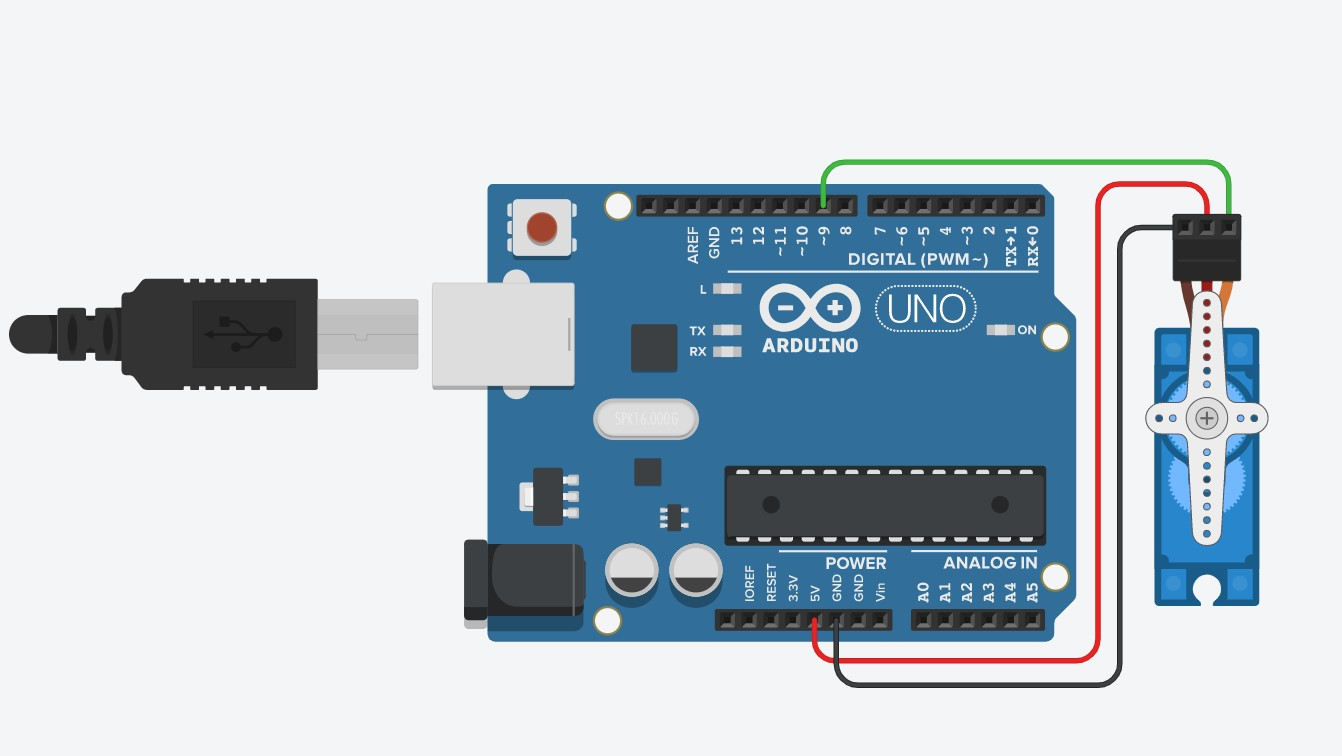 AREF
GND
13
12
~11
~10
~9
8
7
~6
~5
4
~3
2
TX→1
RX←0
DIGITAL (PWM~)
L
TX
RX
ARDUINO
UNO
ON
SPK16.000G
POWER
ANALOG IN
IOREF
RESET
3.3V
5V
GND
GND
Vin
A0
A1
A2
A3
A4
A5